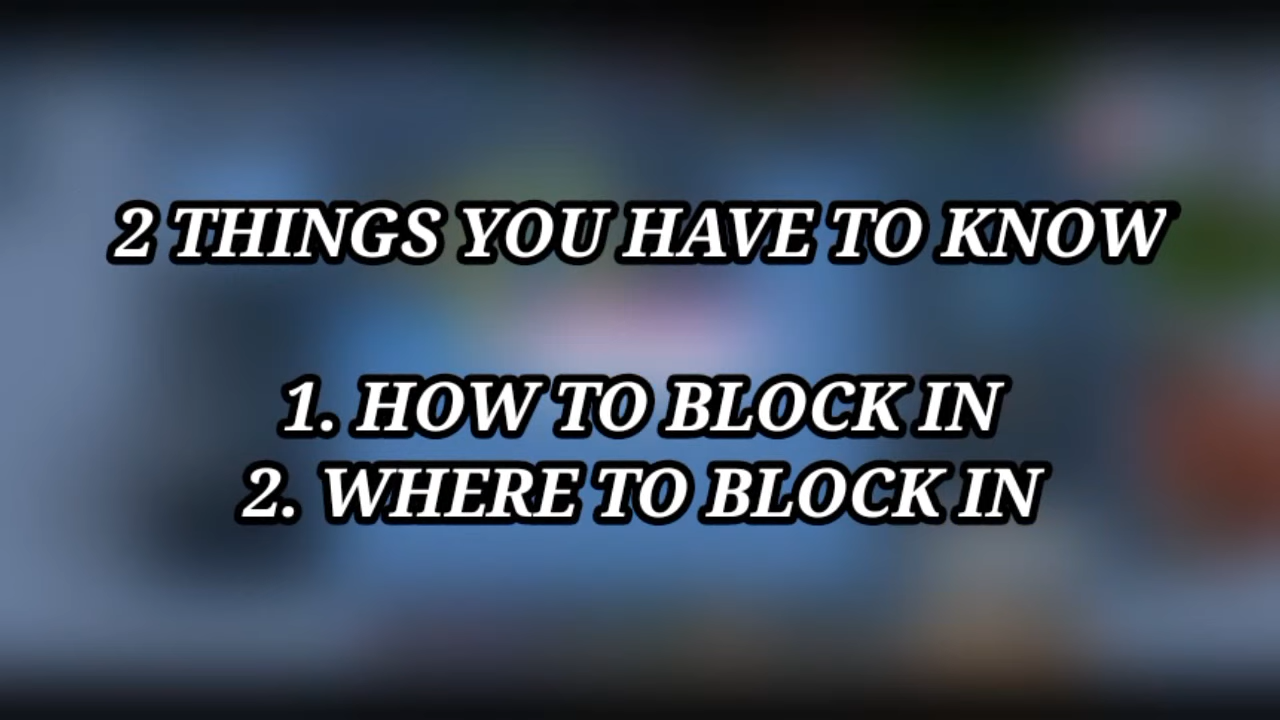 2 THINGS YOU HAVE TO KNOW
1. HOW TO BLOCK IN
2. WHERE TO BLOCK IN